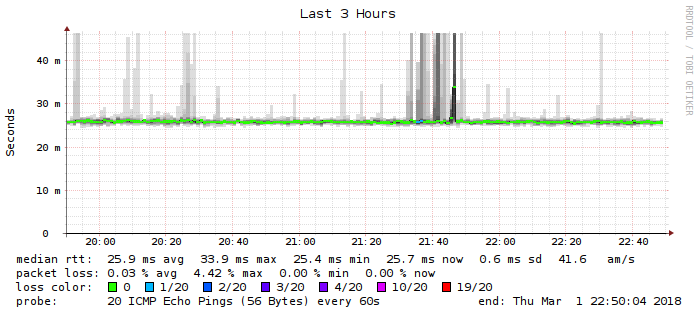 Last 3 Hours
RRDTOOL / TOBI OETIKER
Seconds
40 m
30 m
20 m
10 m
0
20:00 20:20 20:40 21:00 21:20 21:40 22:00 22:20 22:40
median rtt: 25.9 ms avg 33.9 ms max 25.4 ms min 25.7 ms now 0.6 ms sd 41.6 am/s
packet loss: 0.03 % avg 4.42 % max 0.00 % min 0.00 % now
loss color: 0 1/20 2/20 3/20 4/20 10/20 19/20
probe: 20 ICMP Echo Pings (56 Bytes) every 60s end: Thu Mar 1 22:50:04 2018